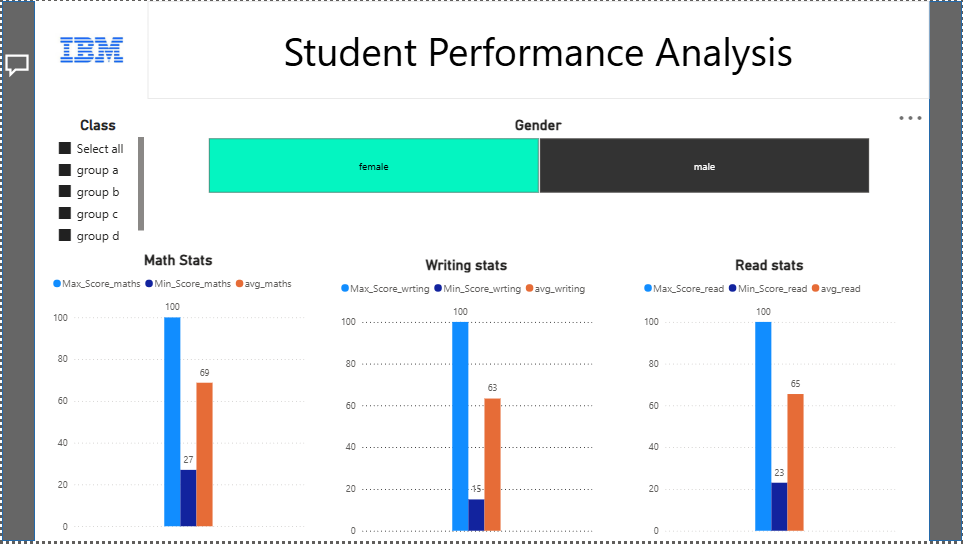 IBM
Student Performance Analysis
Class
Select all
group a
group b
group c
group d
Gender
female
male
Math Stats
Max_Score_maths Min_Score_maths avg_maths
100
80
60
40
20
0
100
27
69
Writing stats
Max_Score_wrting Min_Score_wrting avg_writing
100
80
60
40
20
0
100
15
63
Read stats
Max_Score_read Min_Score_read avg_read
100
80
60
40
20
0
100
23
65